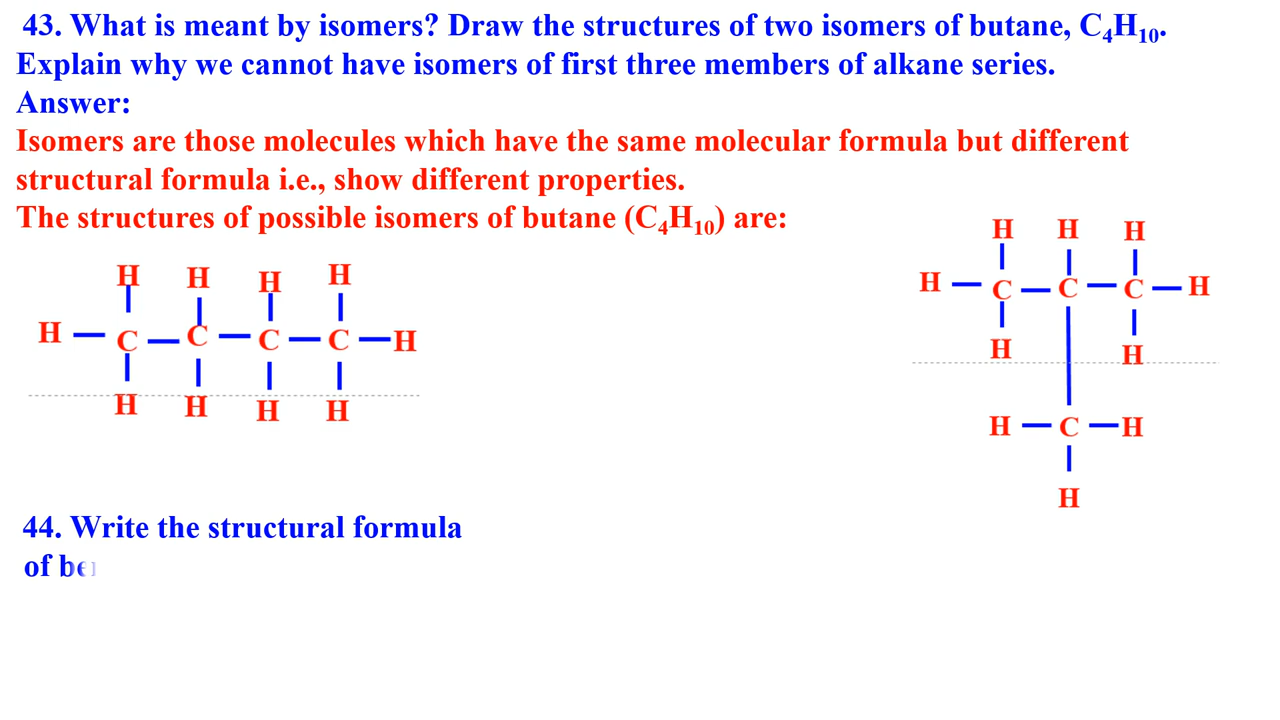 43. What is meant by isomers? Draw the structures of two isomers of butane, C₄H₁₀.
Explain why we cannot have isomers of first three members of alkane series.
Answer:
Isomers are those molecules which have the same molecular formula but different
structural formula i.e., show different properties.
The structures of possible isomers of butane (C₄H₁₀) are:
H H H H
H — C — C — C — C — H
H H H H
H H H
H — C — C — C — H
H H
H — C — H
H
44. Write the structural formula
of